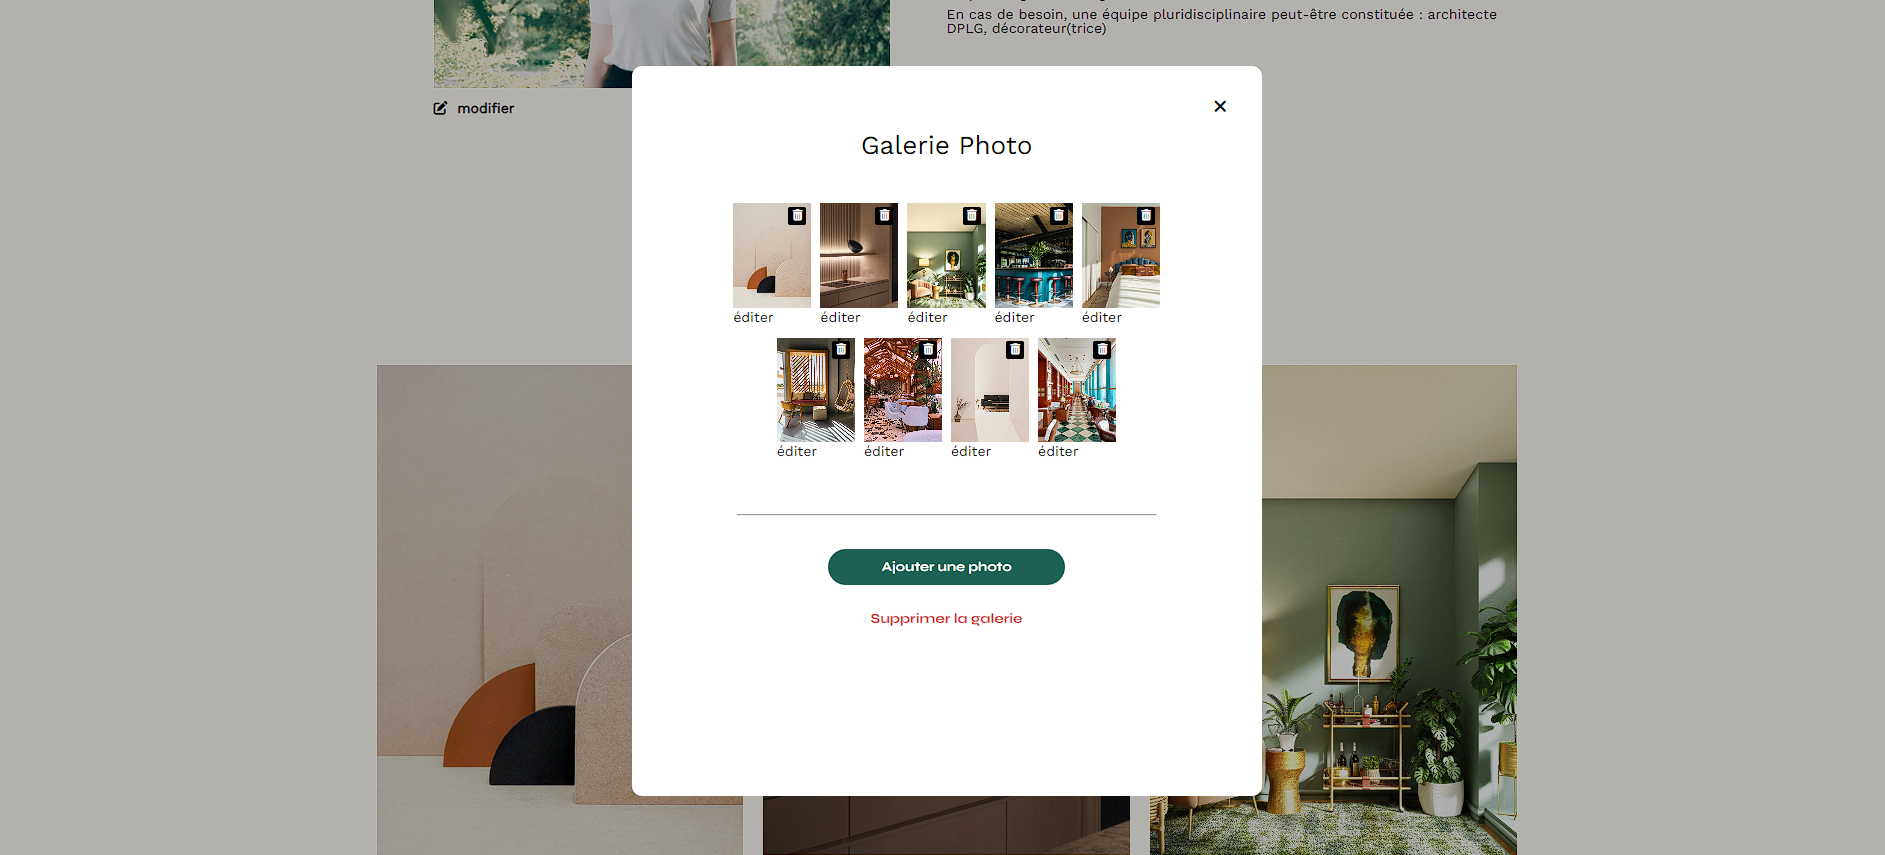 En cas de besoin, une équipe pluridisciplinaire peut-être constituée : architecte
DPLG, décorateur(trice)
modifier
Galerie Photo
éditer éditer éditer éditer éditer
éditer éditer éditer éditer
Ajouter une photo
Supprimer la galerie